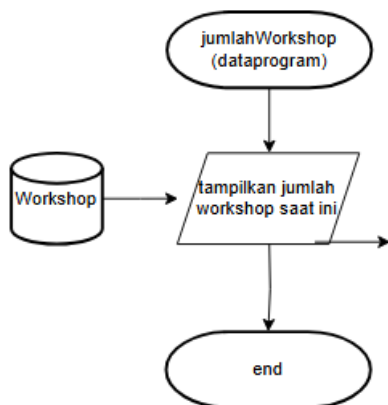 jumlahWorkshop
(dataprogram)
Workshop
tampilkan jumlah
workshop saat ini
end